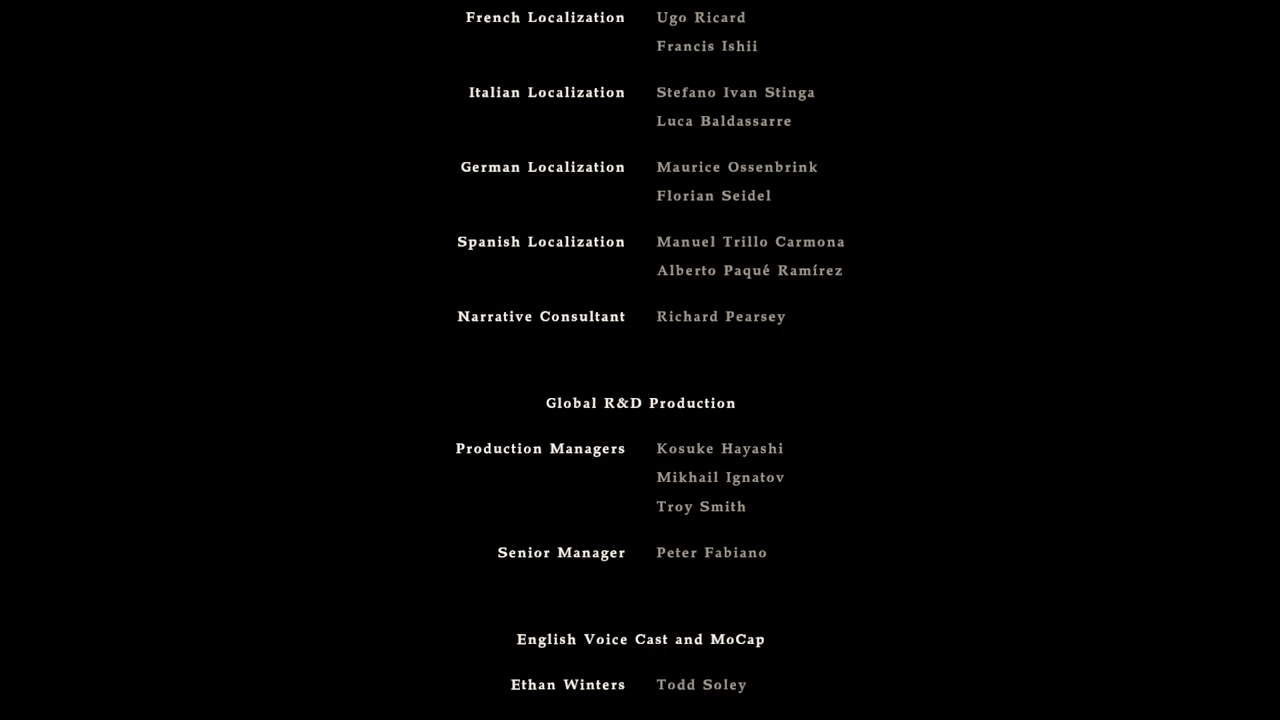 French Localization Ugo Ricard
Francis Ishii
Italian Localization Stefano Ivan Stinga
Luca Baldassarre
German Localization Maurice Ossenbrink
Florian Seidel
Spanish Localization Manuel Trillo Carmona
Alberto Paqué Ramírez
Narrative Consultant Richard Pearsey
Global R&D Production
Production Managers Kosuke Hayashi
Mikhail Ignatov
Troy Smith
Senior Manager Peter Fabiano
English Voice Cast and MoCap
Ethan Winters Todd Soley